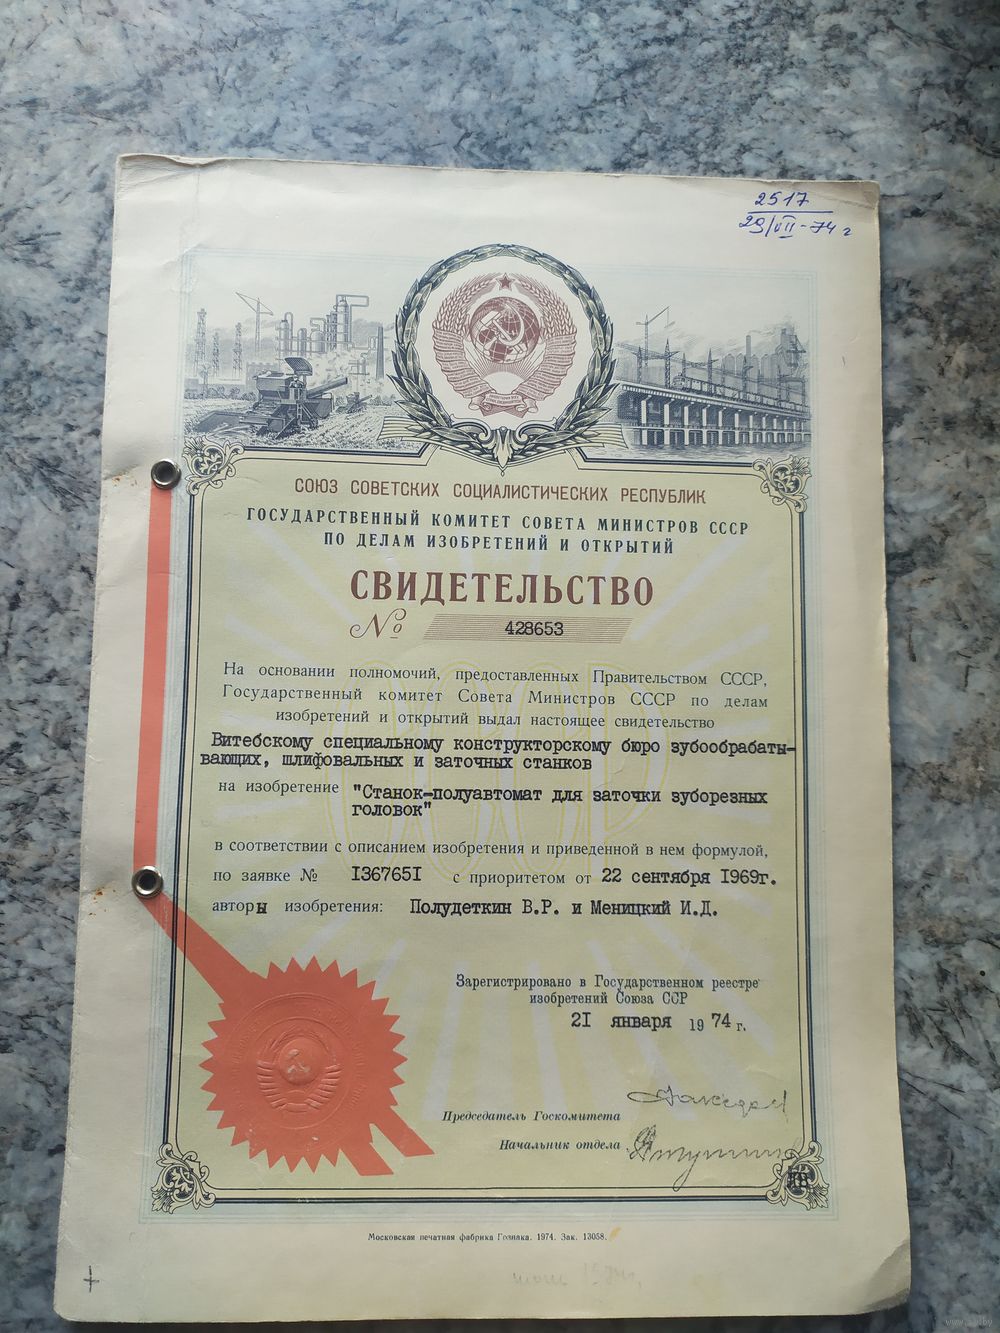 2517
29/VII-74 г
СОЮЗ СОВЕТСКИХ СОЦИАЛИСТИЧЕСКИХ РЕСПУБЛИК
ГОСУДАРСТВЕННЫЙ КОМИТЕТ СОВЕТА МИНИСТРОВ СССР
ПО ДЕЛАМ ИЗОБРЕТЕНИЙ И ОТКРЫТИЙ
СВИДЕТЕЛЬСТВО
№ 428653
На основании полномочий, предоставленных Правительством СССР,
Государственный комитет Совета Министров СССР по делам
изобретений и открытий выдал настоящее свидетельство
Витебскому специальному конструкторскому бюро зубообрабаты-
вающих, шлифовальных и заточных станков
на изобретение "Станок-полуавтомат для заточки зуборезных
головок"
в соответствии с описанием изобретения и приведенной в нем формулой,
по заявке № I36765I с приоритетом от 22 сентября I969г.
авторы изобретения: Полудеткин В.Р. и Меницкий И.Д.
Зарегистрировано в Государственном реестре
изобретений Союза ССР
2I января 1974 г.
Председатель Госкомитета
Начальник отдела
Московская печатная фабрика Гознака. 1974. Зак. 13058.